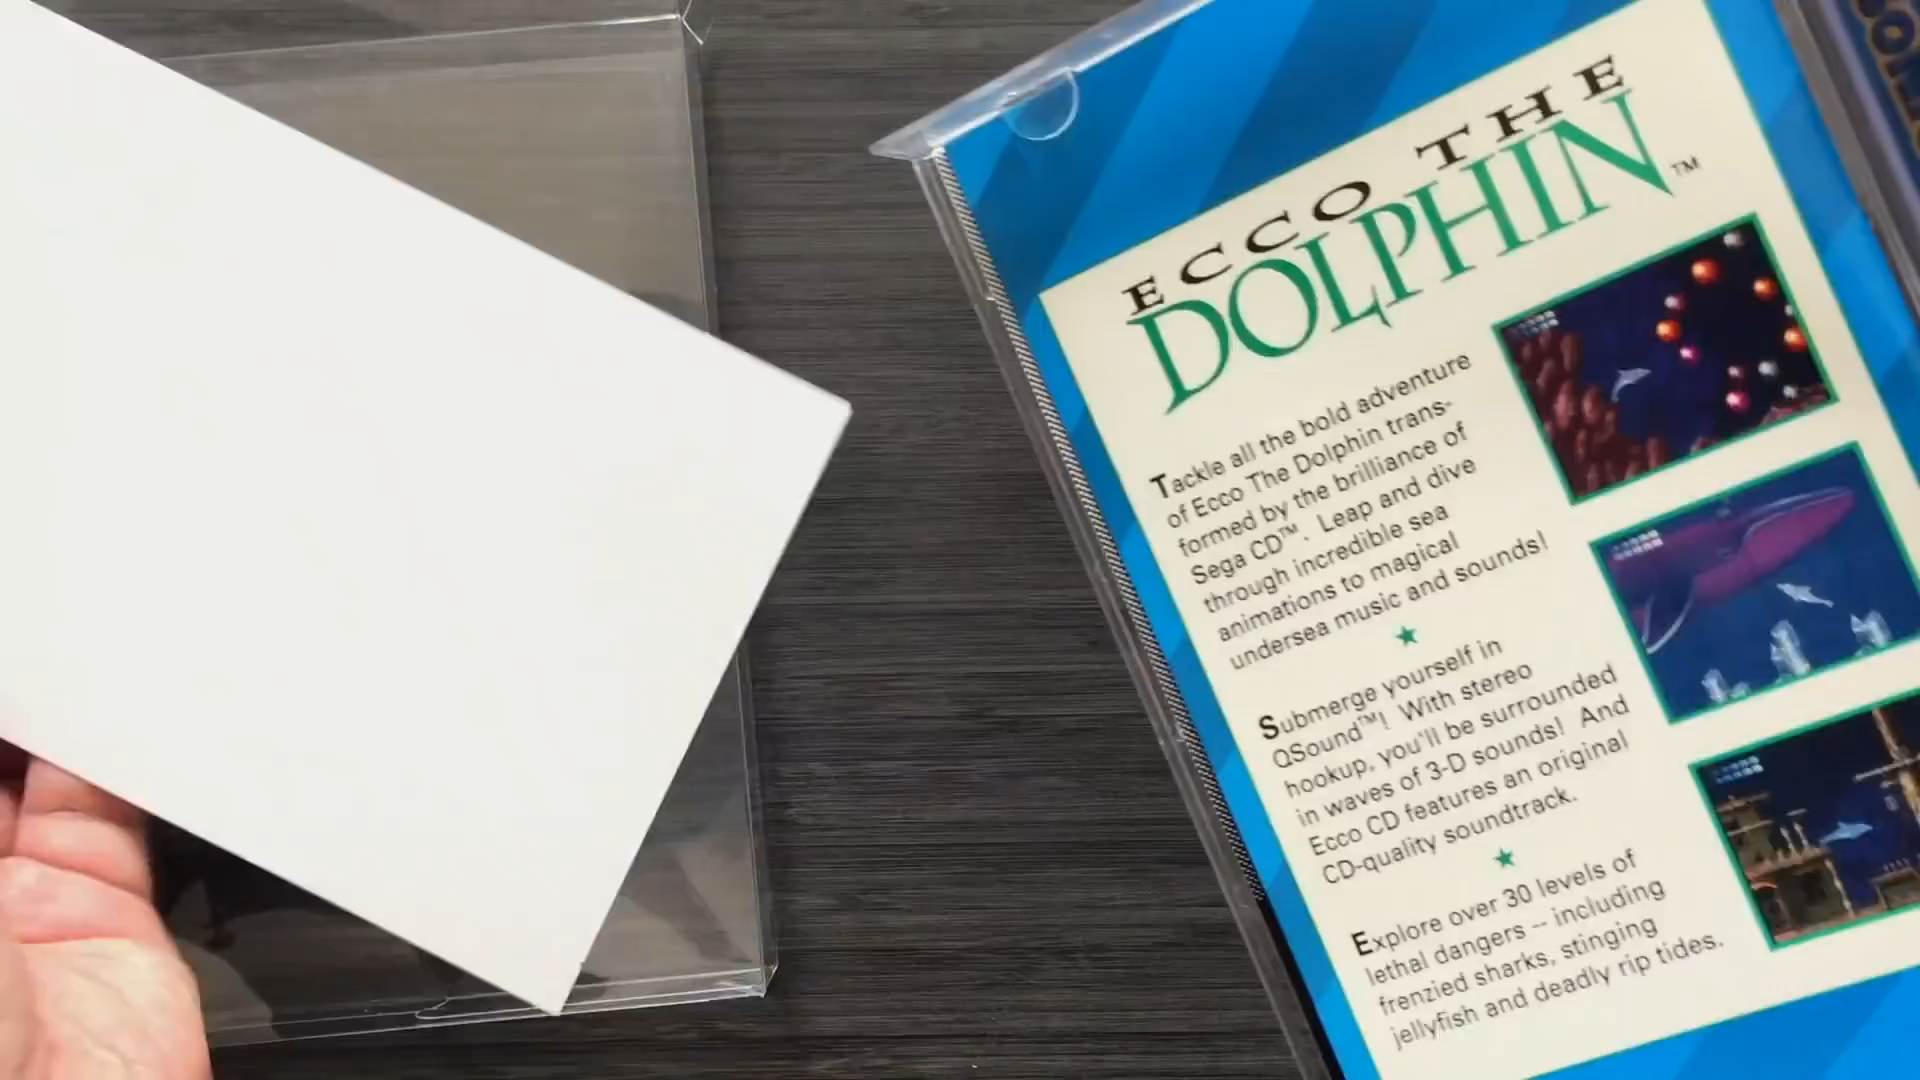 ECCO THE
DOLPHIN™
Tackle all the bold adventure
of Ecco The Dolphin trans-
formed by the brilliance of
Sega CD™. Leap and dive
through incredible sea
animations to magical
undersea music and sounds!
Submerge yourself in
QSound™! With stereo
hookup, you'll be surrounded
in waves of 3-D sounds! And
Ecco CD features an original
CD-quality soundtrack.
Explore over 30 levels of
lethal dangers -- including
frenzied sharks, stinging
jellyfish and deadly rip tides.